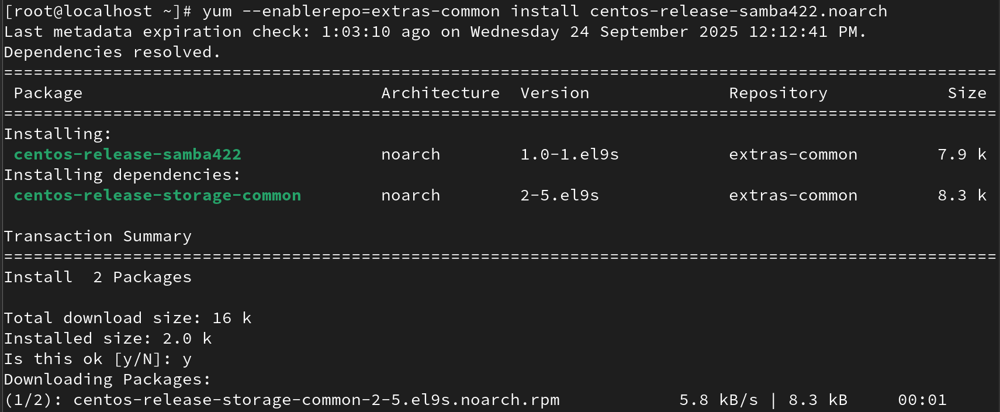 [root@localhost ~]# yum --enablerepo=extras-common install centos-release-samba422.noarch
Last metadata expiration check: 1:03:10 ago on Wednesday 24 September 2025 12:12:41 PM.
Dependencies resolved.
====================================================================================================
 Package                              Architecture  Version              Repository            Size
====================================================================================================
Installing:
 centos-release-samba422              noarch        1.0-1.el9s           extras-common        7.9 k
Installing dependencies:
 centos-release-storage-common        noarch        2-5.el9s             extras-common        8.3 k

Transaction Summary
====================================================================================================
Install  2 Packages

Total download size: 16 k
Installed size: 2.0 k
Is this ok [y/N]: y
Downloading Packages:
(1/2): centos-release-storage-common-2-5.el9s.noarch.rpm            5.8 kB/s | 8.3 kB     00:01